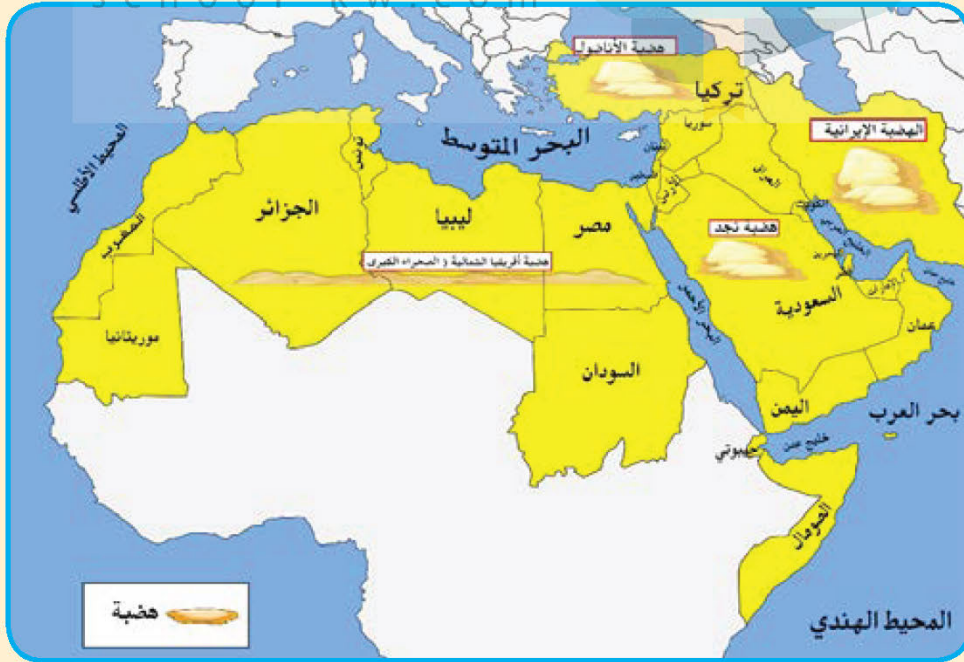 هضبة الأناضول
تركيا
الهضبة الإيرانية
سوريا
لبنان
العراق
الأردن
البحر المتوسط
المحيط الأطلسي
تونس
المغرب
الجزائر
ليبيا
مصر
هضبة نجد
هضبة أفريقيا الشمالية ( الصحراء الكبرى
البحرين
السعودية
الإمارات
عمان
البحر الأحمر
موريتانيا
السودان
اليمن
بحر العرب
خليج عدن
جيبوتي
الصومال
المحيط الهندي
هضبة